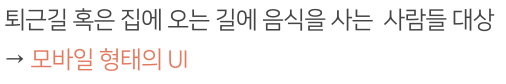 퇴근길 혹은 집에 오는 길에 음식을 사는 사람들 대상
→ 모바일 형태의 UI